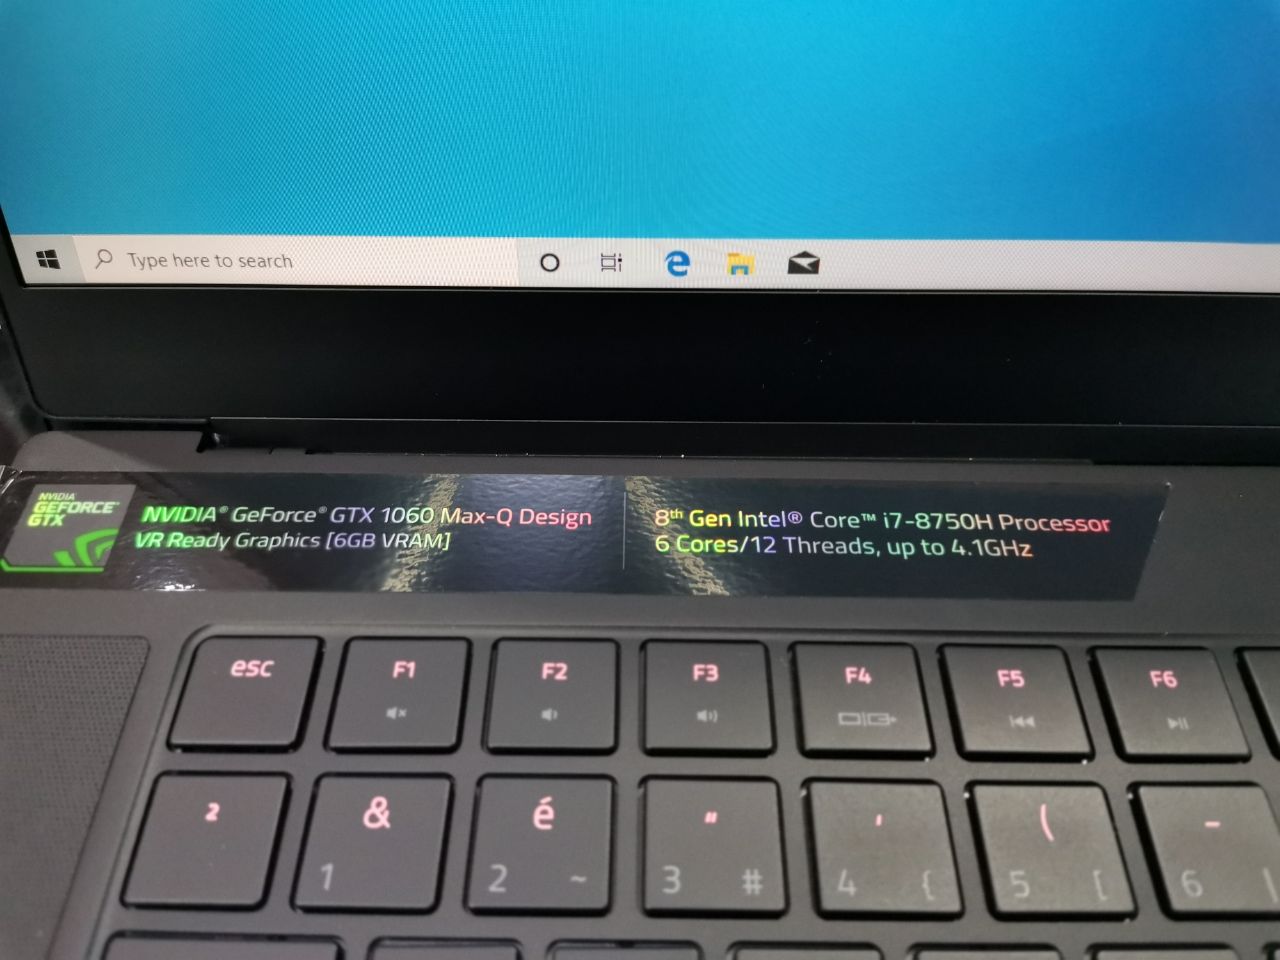 Type here to search
NVIDIA
GEFORCE®
GTX
NVIDIA® GeForce® GTX 1060 Max-Q Design
VR Ready Graphics [6GB VRAM]
8th Gen Intel® Core™ i7-8750H Processor
6 Cores/12 Threads, up to 4.1GHz
esc F1 F2 F3 F4 F5 F6
² & é " ' ( -
1 2 ~ 3 # 4 { 5 [ 6 |